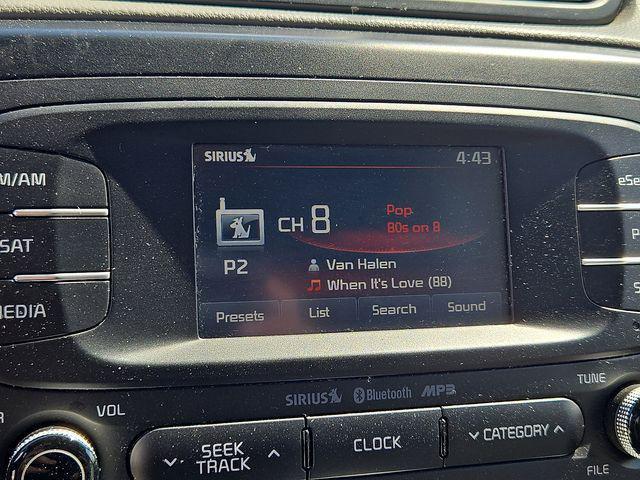 SIRIUS
4:43
M/AM
SAT
MEDIA
CH 8
Pop
80s on 8
P2
Van Halen
When It's Love (88)
Presets
List
Search
Sound
SIRIUS
Bluetooth
MP3
VOL
TUNE
SEEK
TRACK
CLOCK
CATEGORY
FILE